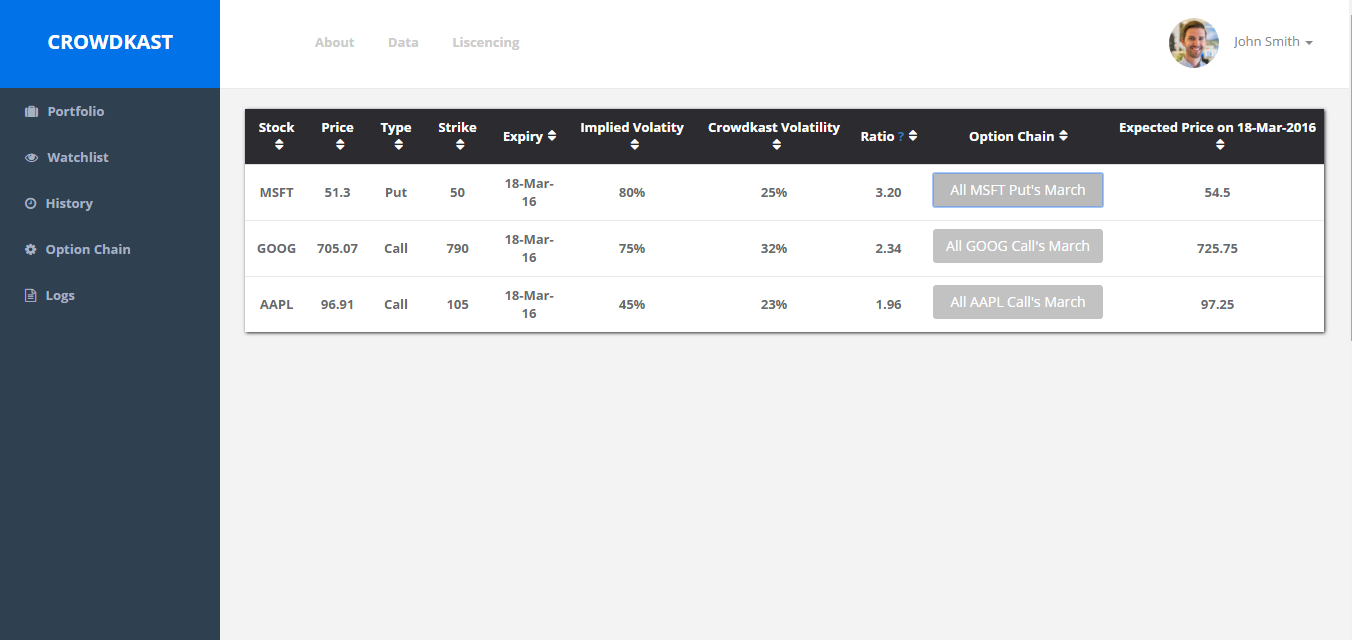 CROWDKAST
About
Data
Liscencing
John Smith
Portfolio
Watchlist
History
Option Chain
Logs
Stock Price Type Strike Expiry Implied Volatity Crowdkast Volatility Ratio ? Option Chain Expected Price on 18-Mar-2016
MSFT 51.3 Put 50 18-Mar-16 80% 25% 3.20 All MSFT Put's March 54.5
GOOG 705.07 Call 790 18-Mar-16 75% 32% 2.34 All GOOG Call's March 725.75
AAPL 96.91 Call 105 18-Mar-16 45% 23% 1.96 All AAPL Call's March 97.25